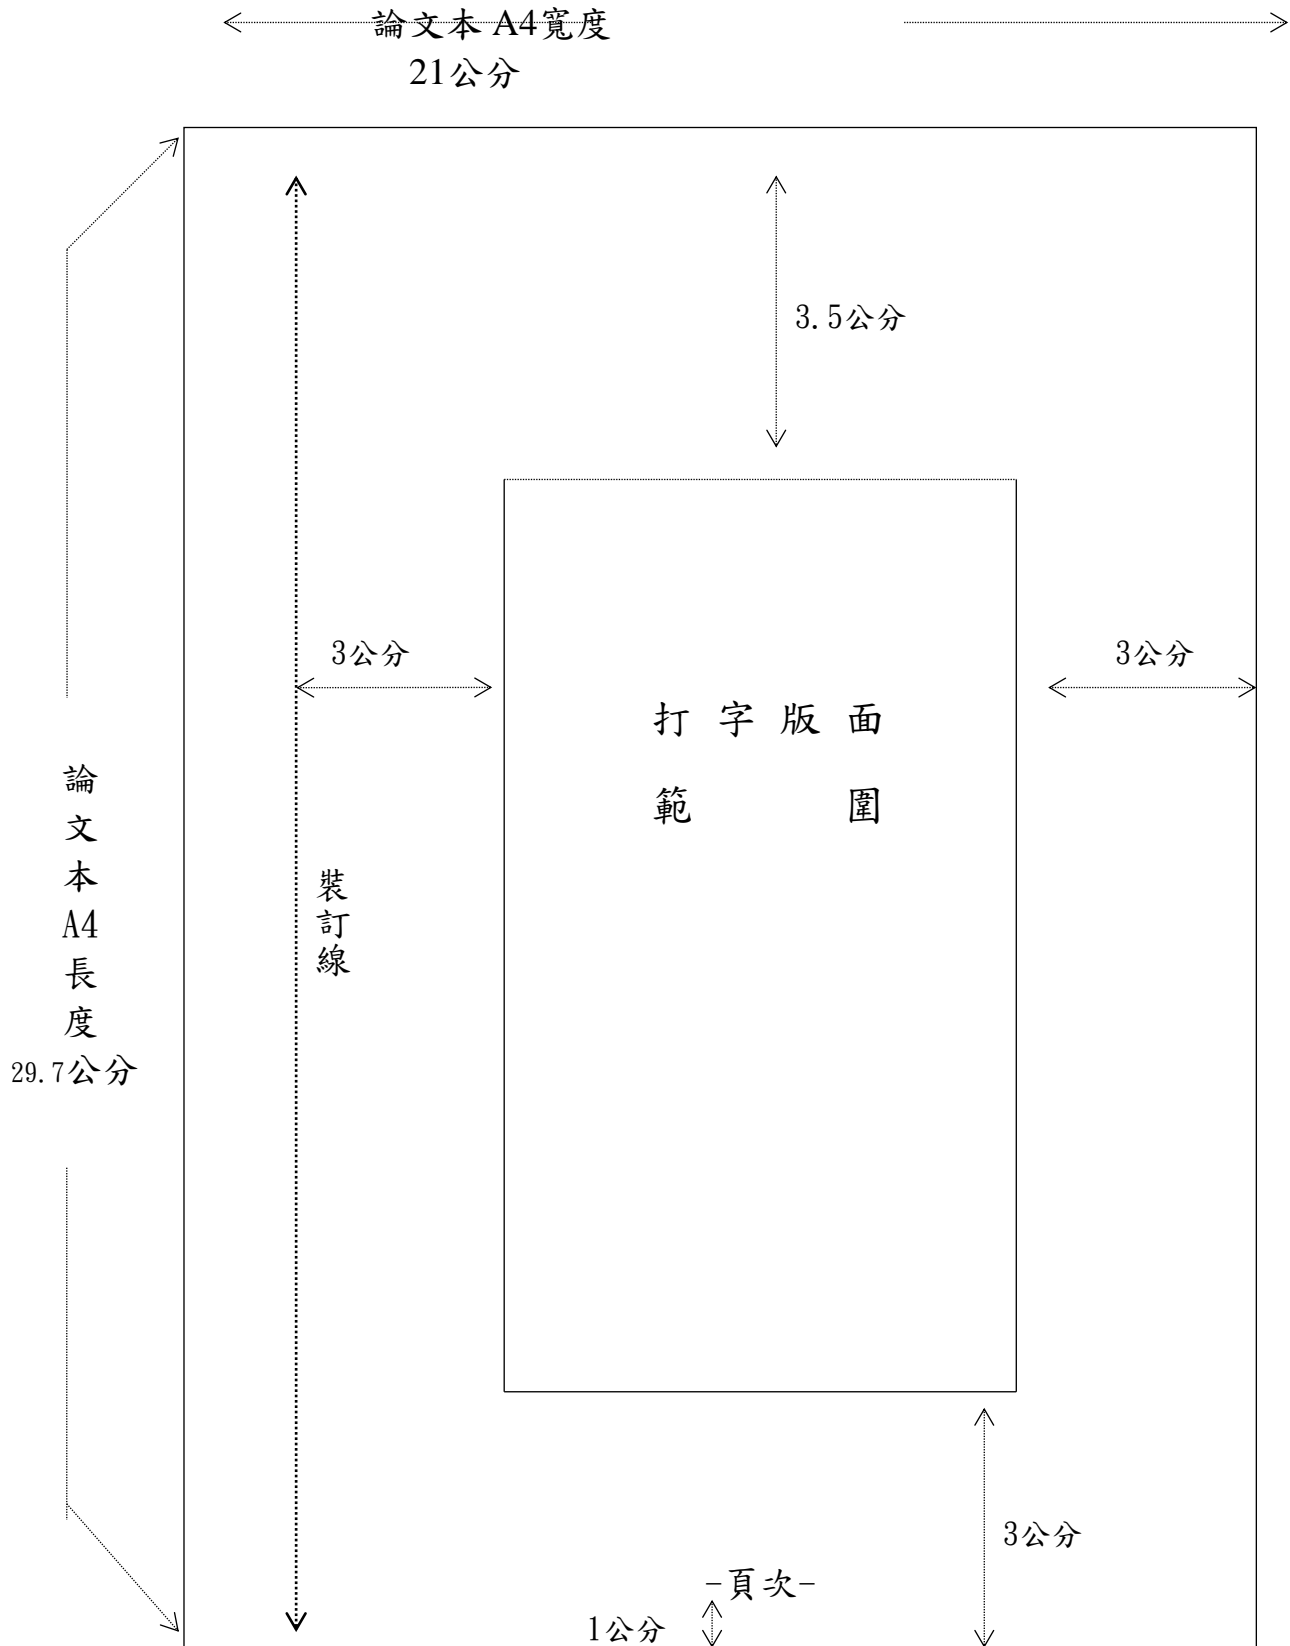 論文本 A4寬度
21公分
3.5公分
3公分
3公分
打字版面
範圍
論
文
本
A4
長
度
29.7公分
裝
訂
線
3公分
-頁次-
1公分